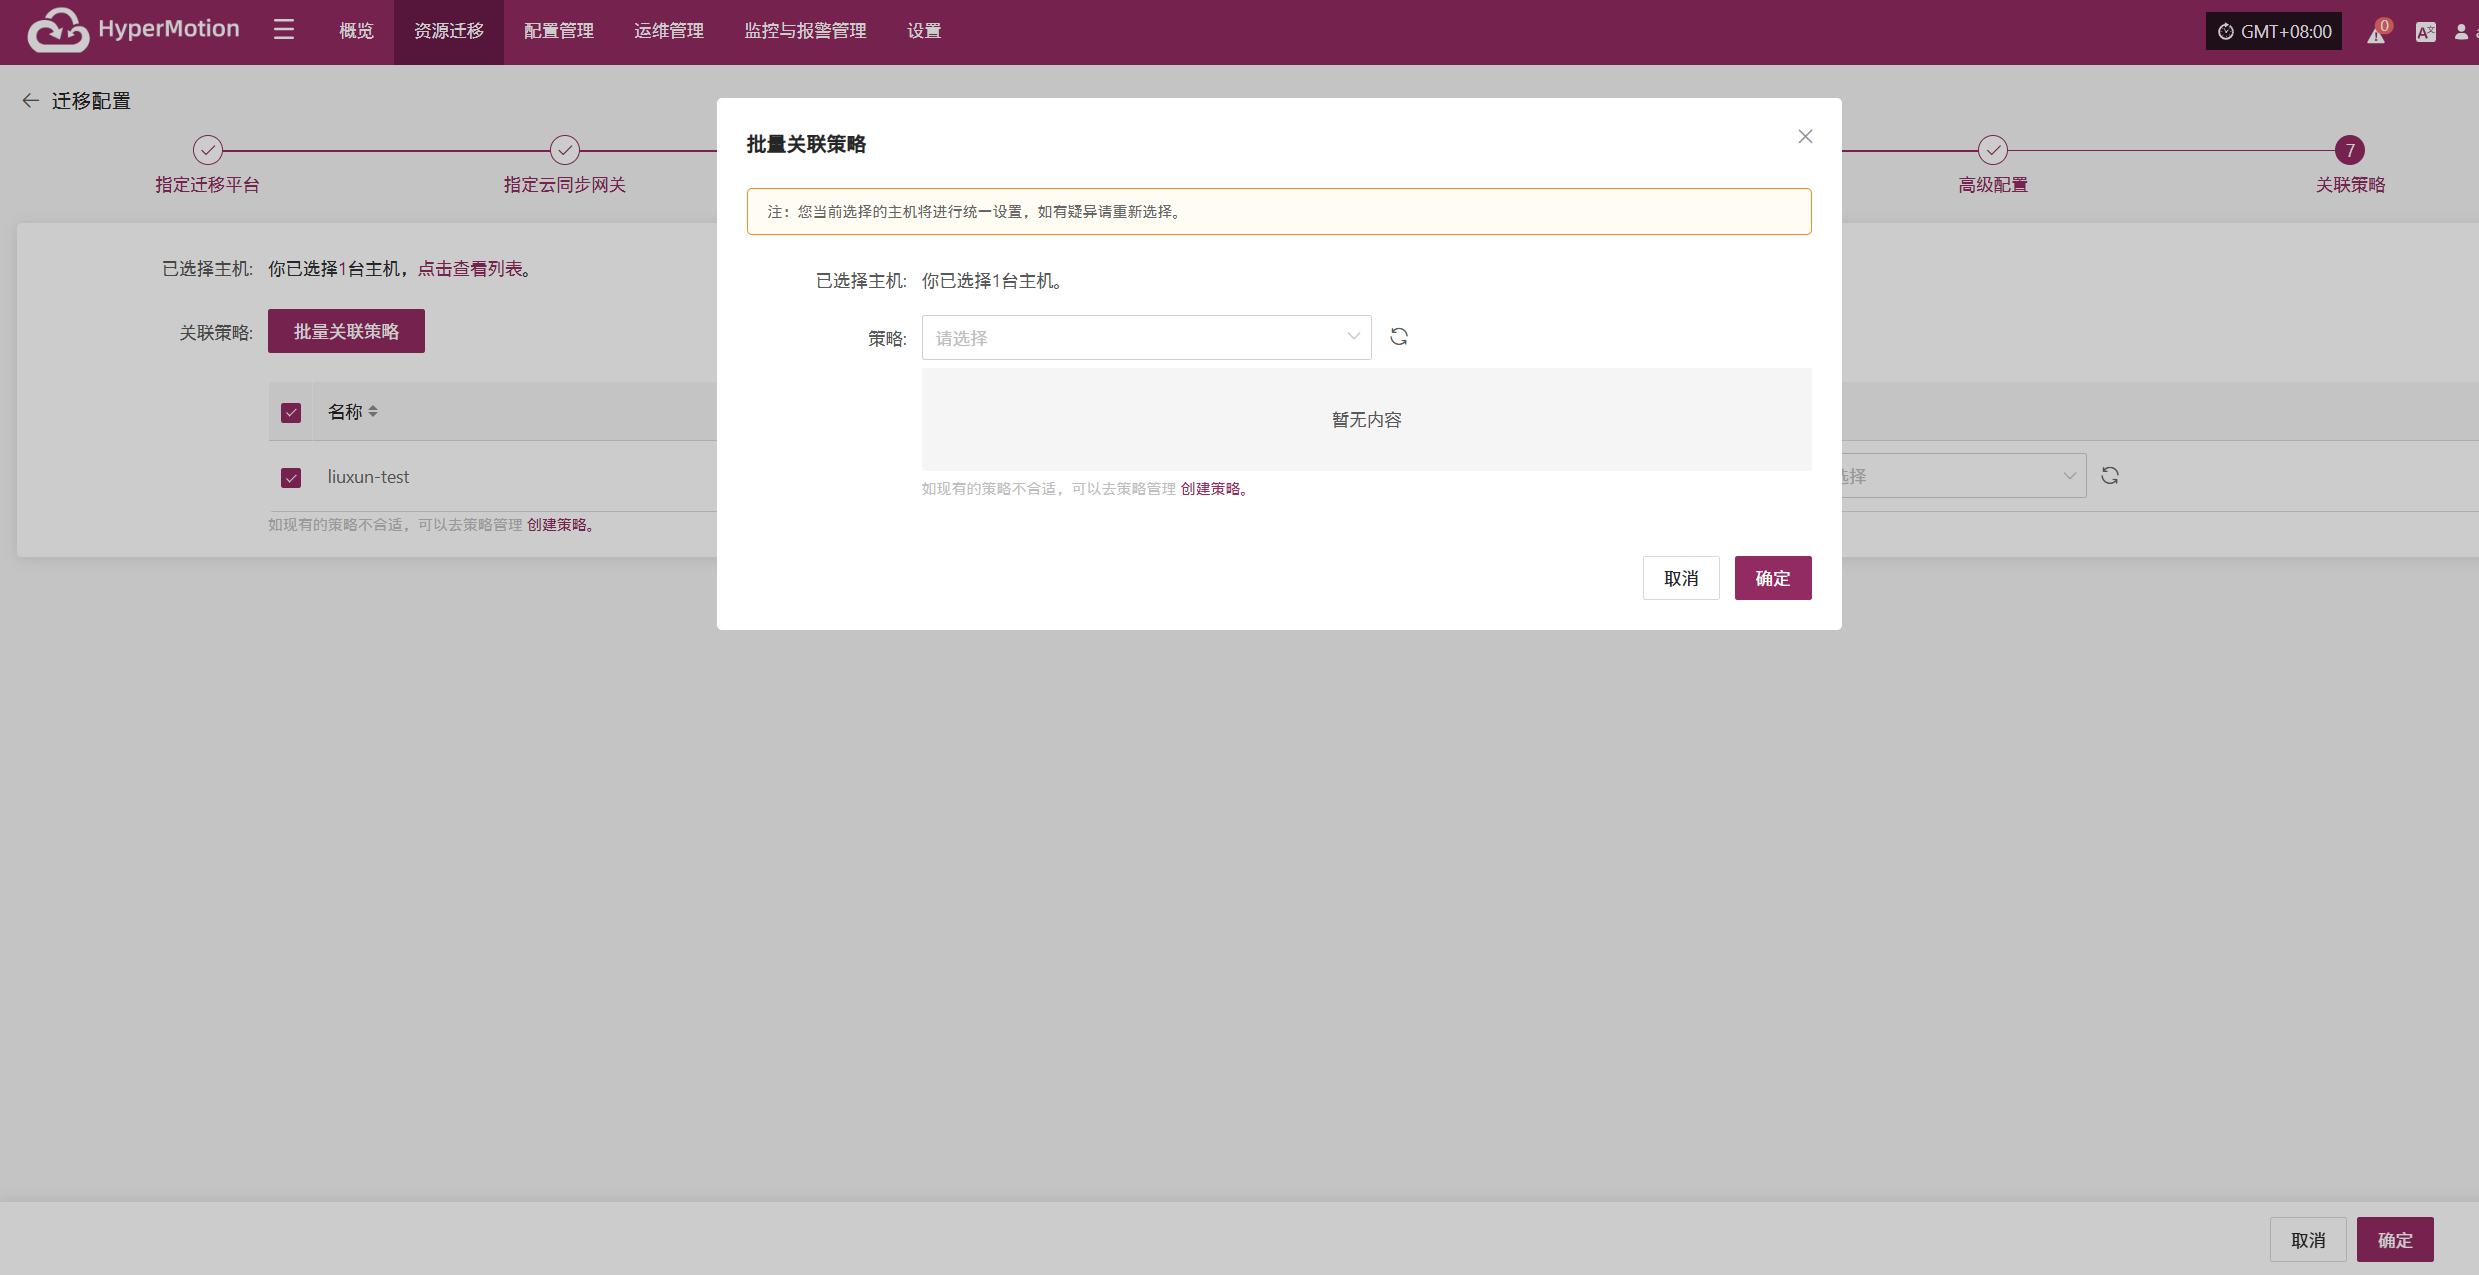 HyperMotion
概览
资源迁移
配置管理
运维管理
监控与报警管理
设置
GMT+08:00
0
迁移配置
指定迁移平台
指定云同步网关
高级配置
7
关联策略
已选择主机: 你已选择1台主机，点击查看列表。
关联策略: 批量关联策略
名称
liuxun-test
择
如现有的策略不合适，可以去策略管理 创建策略。
批量关联策略
注：您当前选择的主机将进行统一设置，如有疑异请重新选择。
已选择主机: 你已选择1台主机。
策略: 请选择
暂无内容
如现有的策略不合适，可以去策略管理 创建策略。
取消
确定
取消
确定